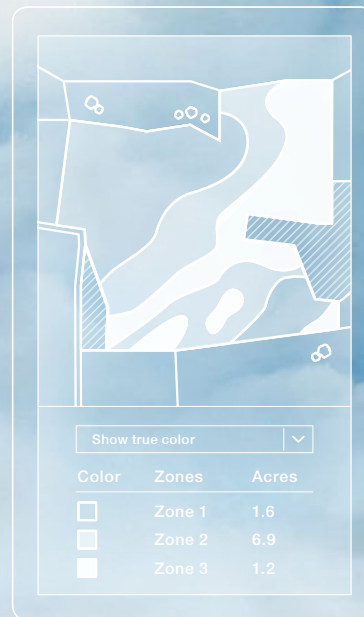 Show true color
Color Zones Acres
Zone 1 1.6
Zone 2 6.9
Zone 3 1.2